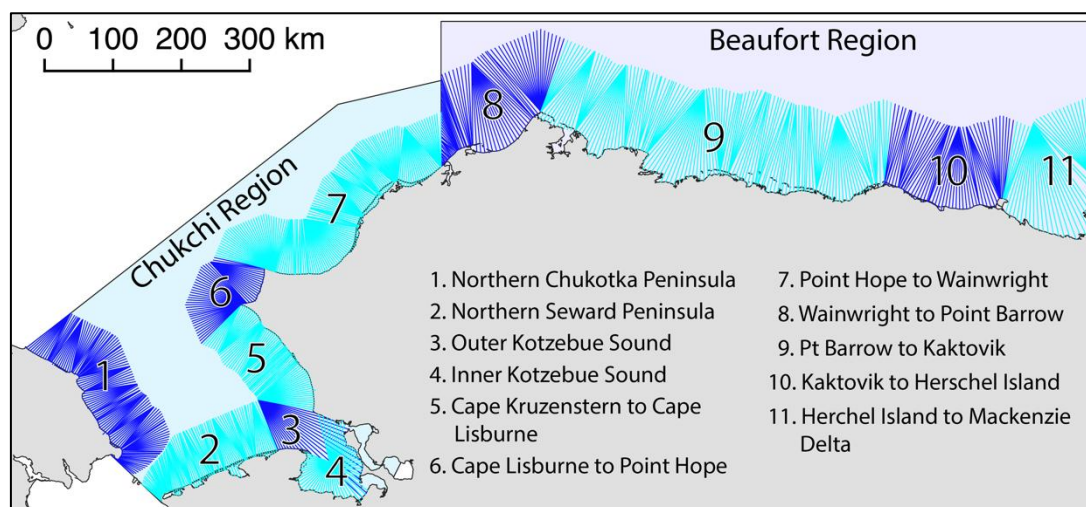 0 100 200 300 km
Beaufort Region
Chukchi Region
8
9
10
11
7
6
5
1
2
3
4
1. Northern Chukotka Peninsula
2. Northern Seward Peninsula
3. Outer Kotzebue Sound
4. Inner Kotzebue Sound
5. Cape Kruzenstern to Cape
Lisburne
6. Cape Lisburne to Point Hope
7. Point Hope to Wainwright
8. Wainwright to Point Barrow
9. Pt Barrow to Kaktovik
10. Kaktovik to Herschel Island
11. Herchel Island to Mackenzie
Delta